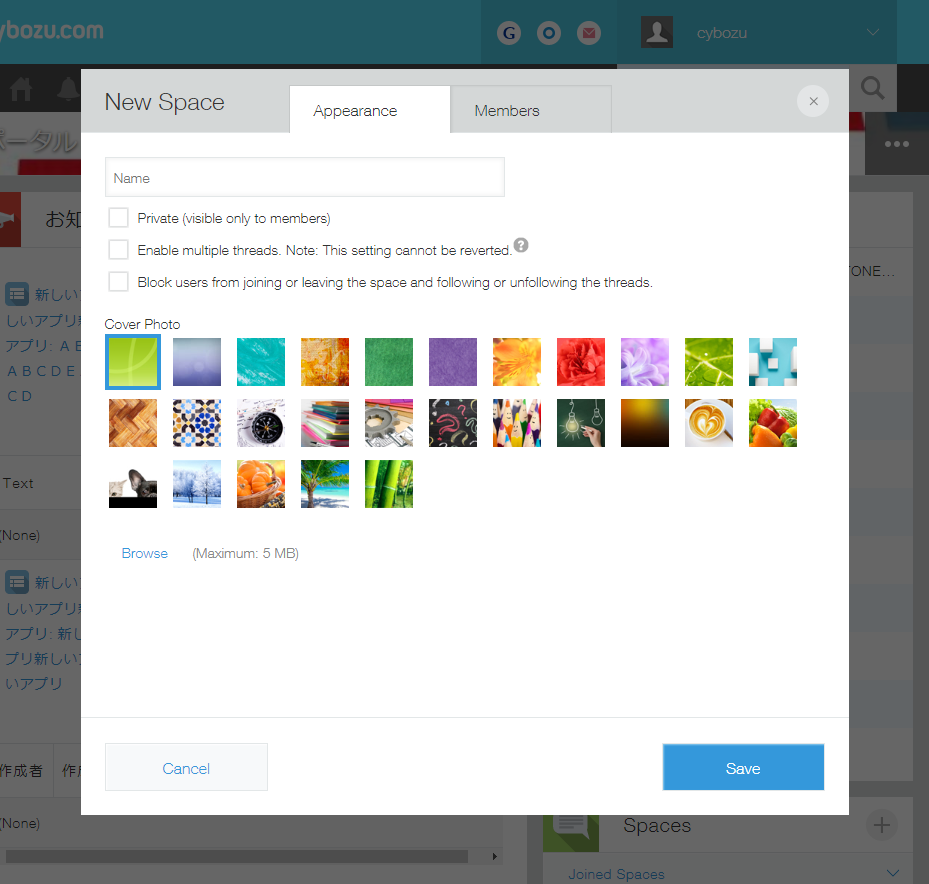 cybozu.com
G
cybozu
New Space
Appearance
Members
×
ポータル
•••
Name
Private (visible only to members)
Enable multiple threads. Note: This setting cannot be reverted.
?
Block users from joining or leaving the space and following or unfollowing the threads.
Cover Photo
Browse
(Maximum: 5 MB)
Cancel
Save
お知
ONE...
新しい
しいアプリ
アプリ: A B
A B C D E
C D
Text
(None)
新しい
しいアプリ
アプリ: 新し
プリ新しい
いアプリ
作成者
作
(None)
Spaces
Joined Spaces